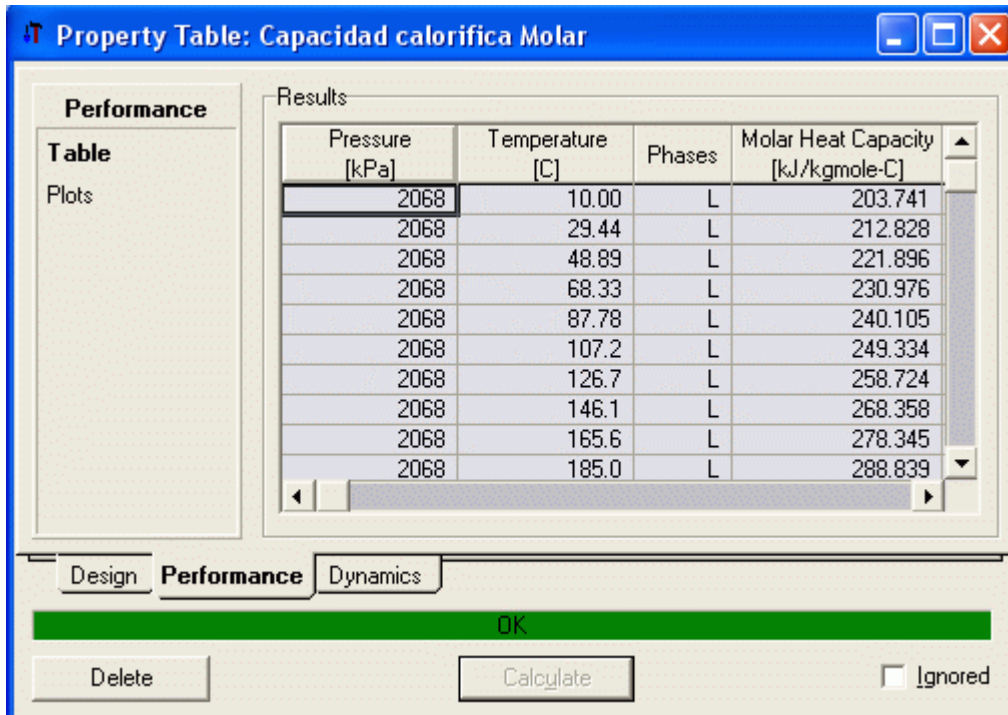 Property Table: Capacidad calorifica Molar
Performance
Table
Plots
Results
Pressure [kPa] Temperature [C] Phases Molar Heat Capacity [kJ/kgmole-C]
2068 10.00 L 203.741
2068 29.44 L 212.828
2068 48.89 L 221.896
2068 68.33 L 230.976
2068 87.78 L 240.105
2068 107.2 L 249.334
2068 126.7 L 258.724
2068 146.1 L 268.358
2068 165.6 L 278.345
2068 185.0 L 288.839
Design Performance Dynamics
OK
Delete Calculate Ignored